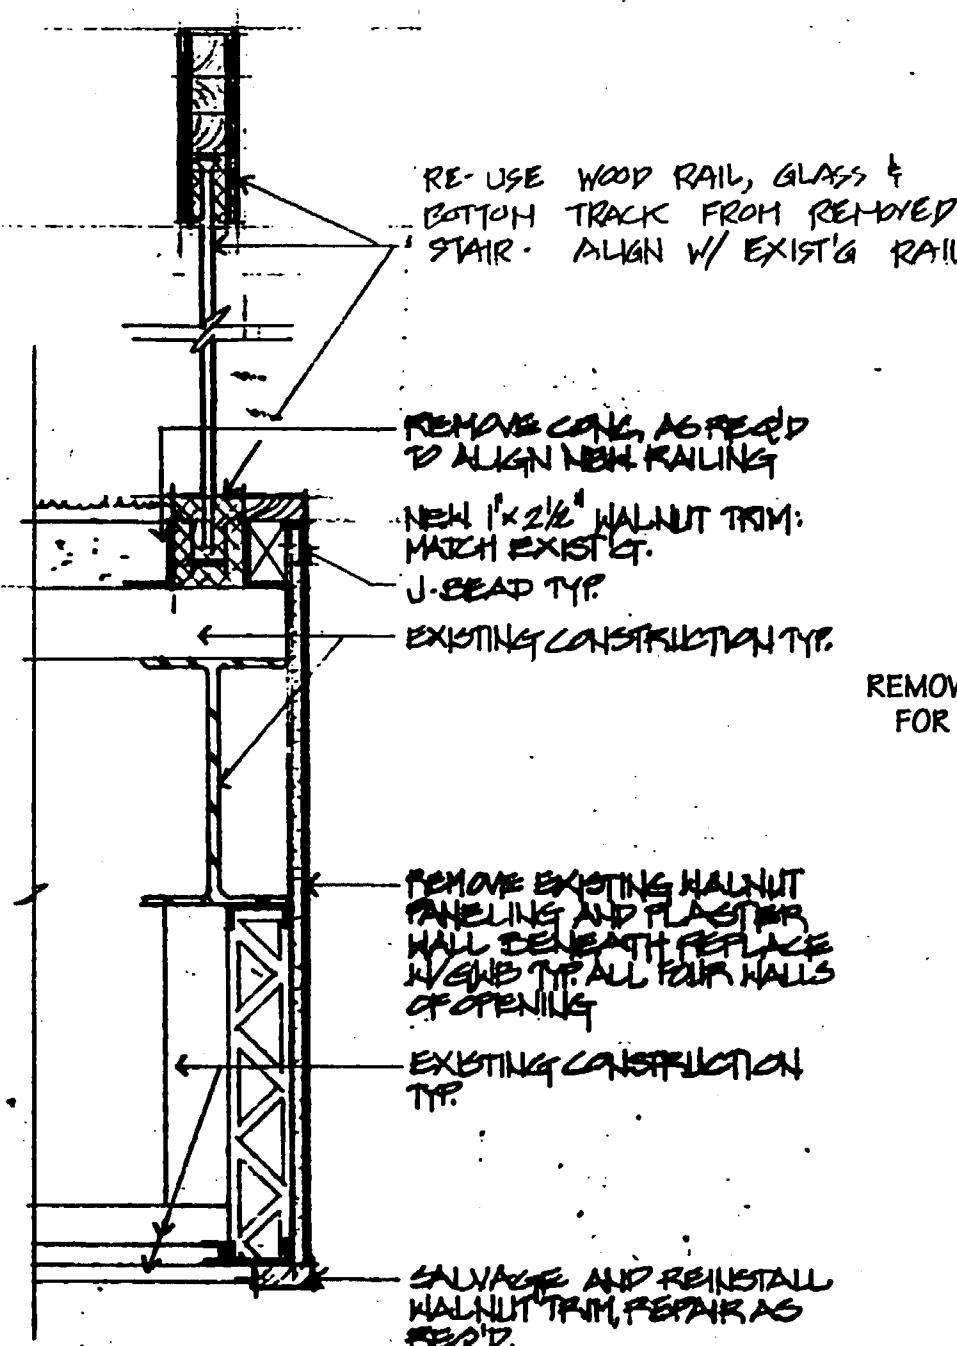 RE-USE WOOD RAIL, GLASS &
BOTTOM TRACK FROM REMOVED
STAIR. ALIGN W/ EXIST'G RAIL
REMOVE CONC, AS REQ'D
TO ALIGN NEW RAILING
NEW 1"x2½" WALNUT TRIM:
MATCH EXIST'G.
J-BEAD TYP.
EXISTING CONSTRUCTION TYP.
REMOV
FOR
REMOVE EXISTING WALNUT
PANELING AND PLASTER
WALL BENEATH REPLACE
W/GWB TYP. ALL FOUR WALLS
OF OPENING
EXISTING CONSTRUCTION
TYP.
SALVAGE AND REINSTALL
WALNUT TRIM, REPAIR AS
REQ'D.